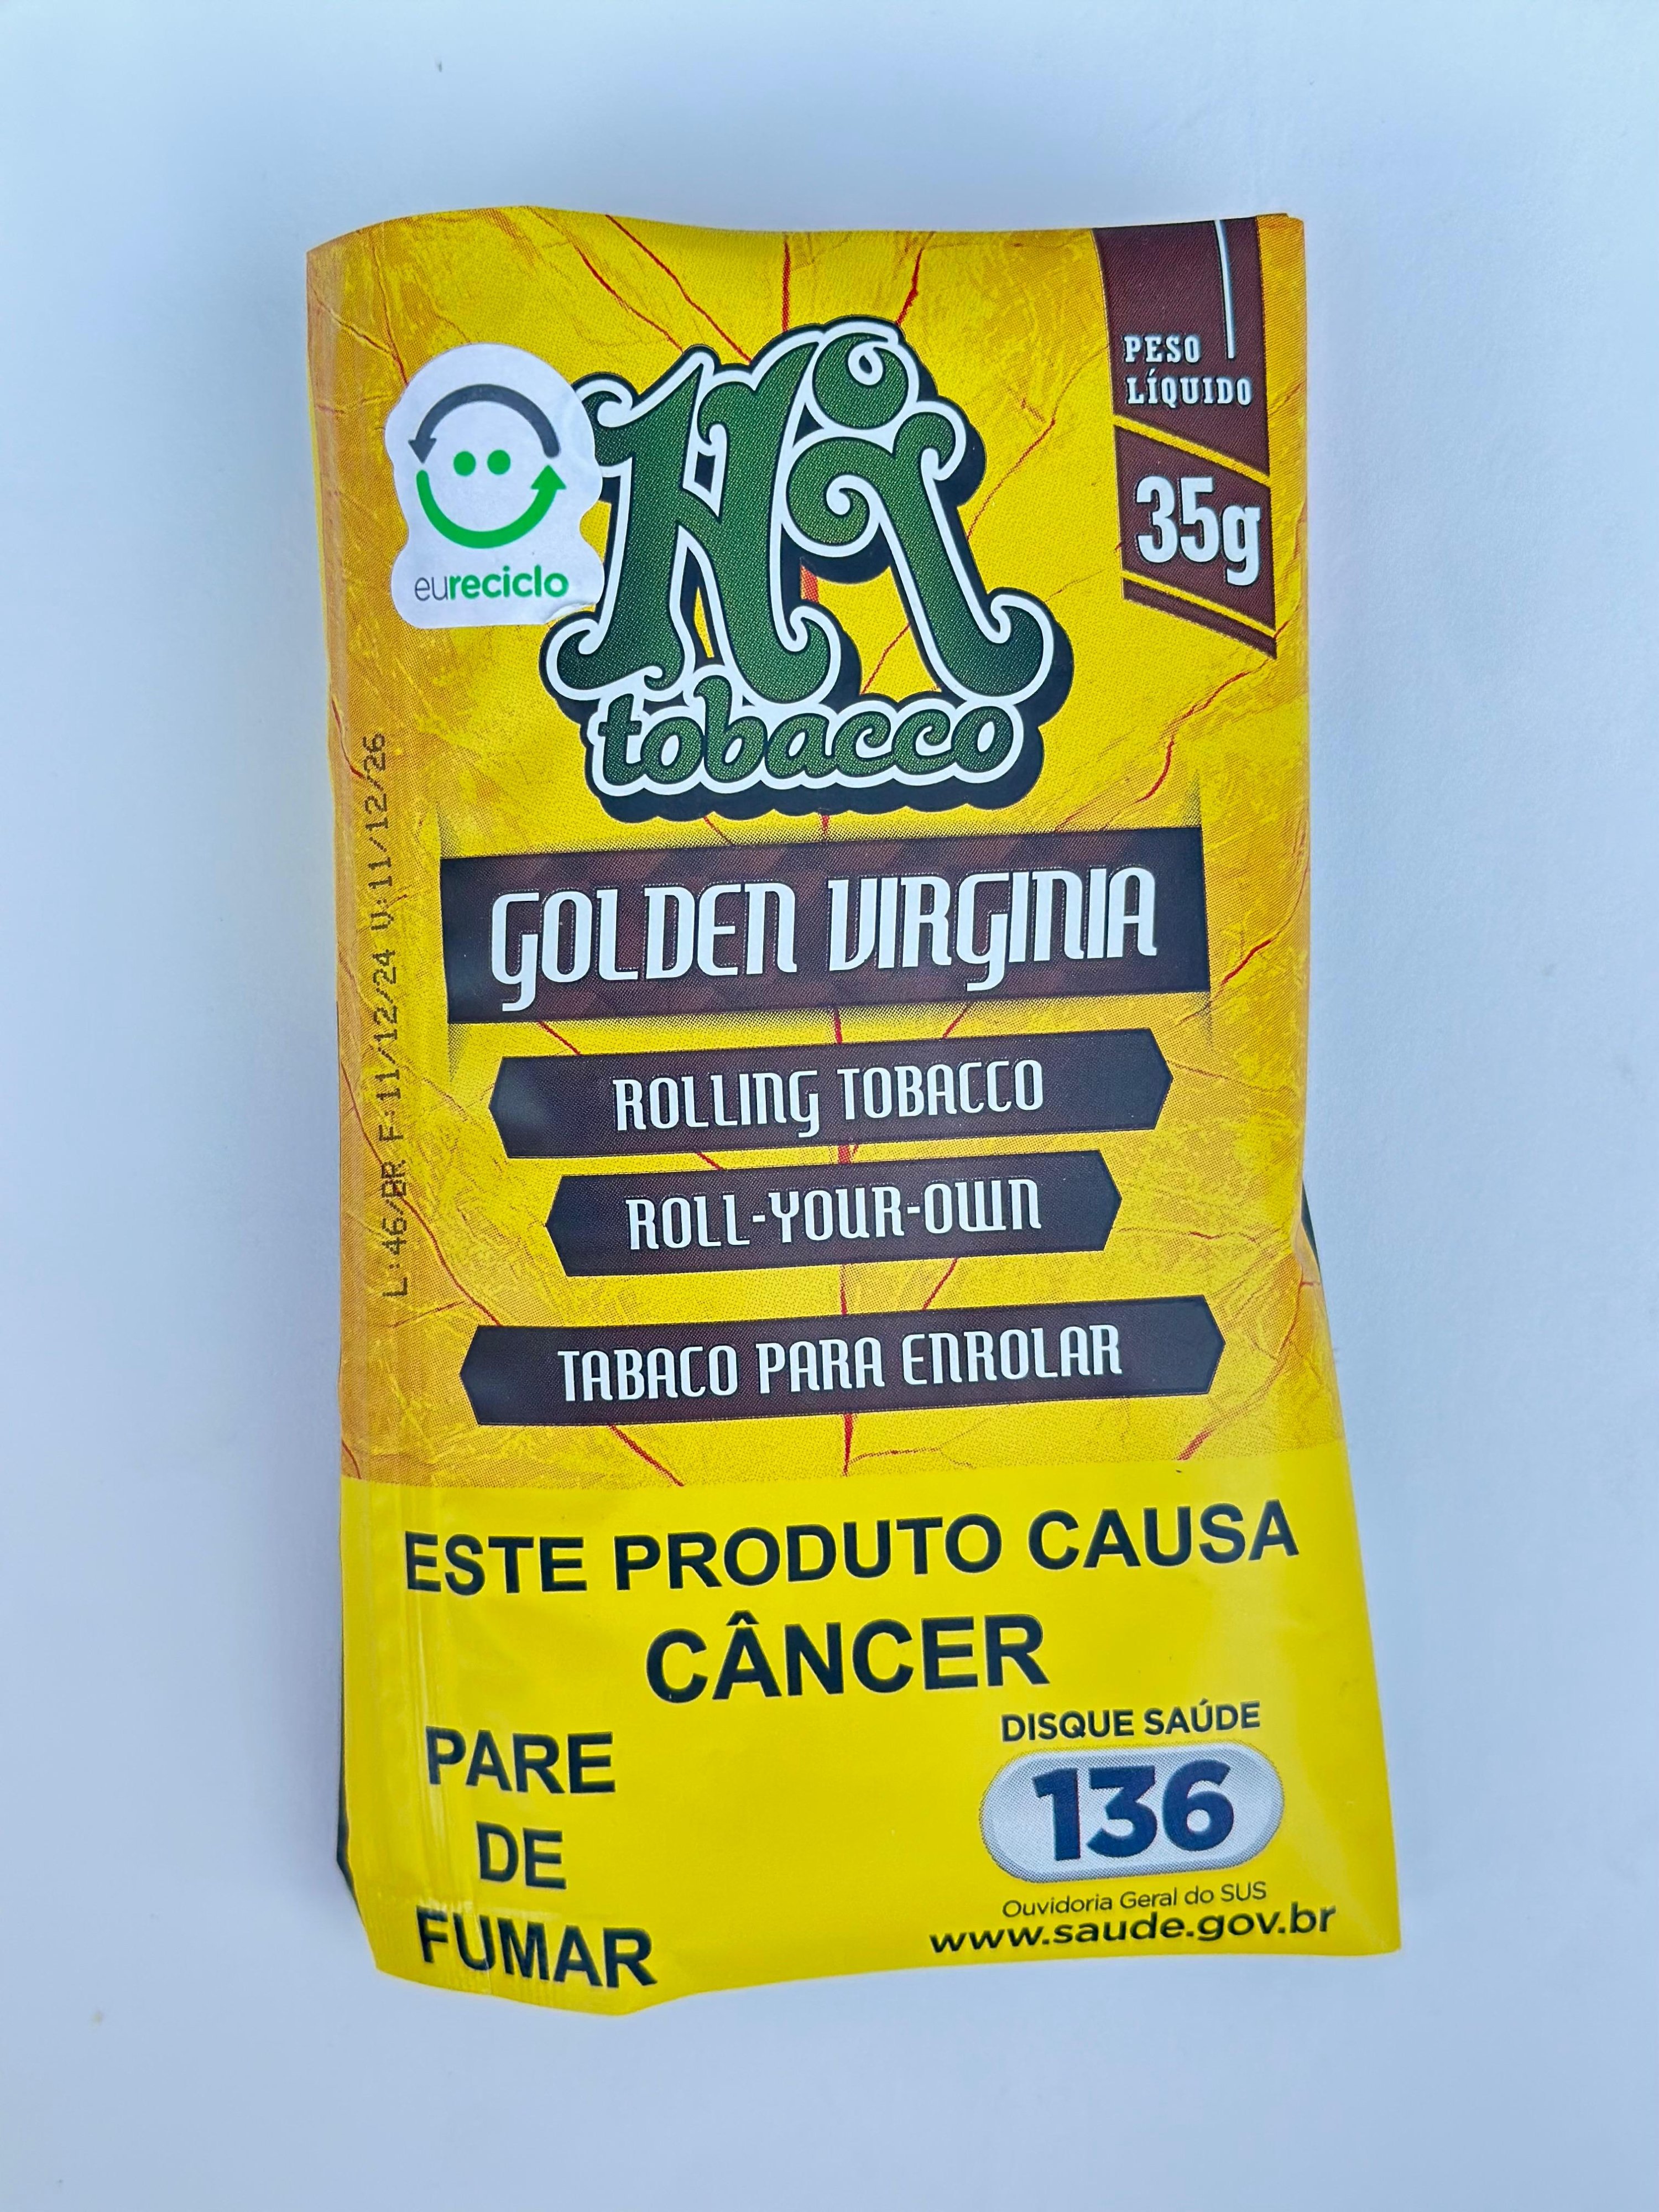 PESO
LÍQUIDO
35g
Hi
tobacco
eureciclo
GOLDEN VIRGINIA
ROLLING TOBACCO
ROLL-YOUR-OWN
TABACO PARA ENROLAR
L:46/BR F:11/12/24 U:11/12/26
ESTE PRODUTO CAUSA
CÂNCER
PARE
DE
FUMAR
DISQUE SAÚDE
136
Ouvidoria Geral do SUS
www.saude.gov.br